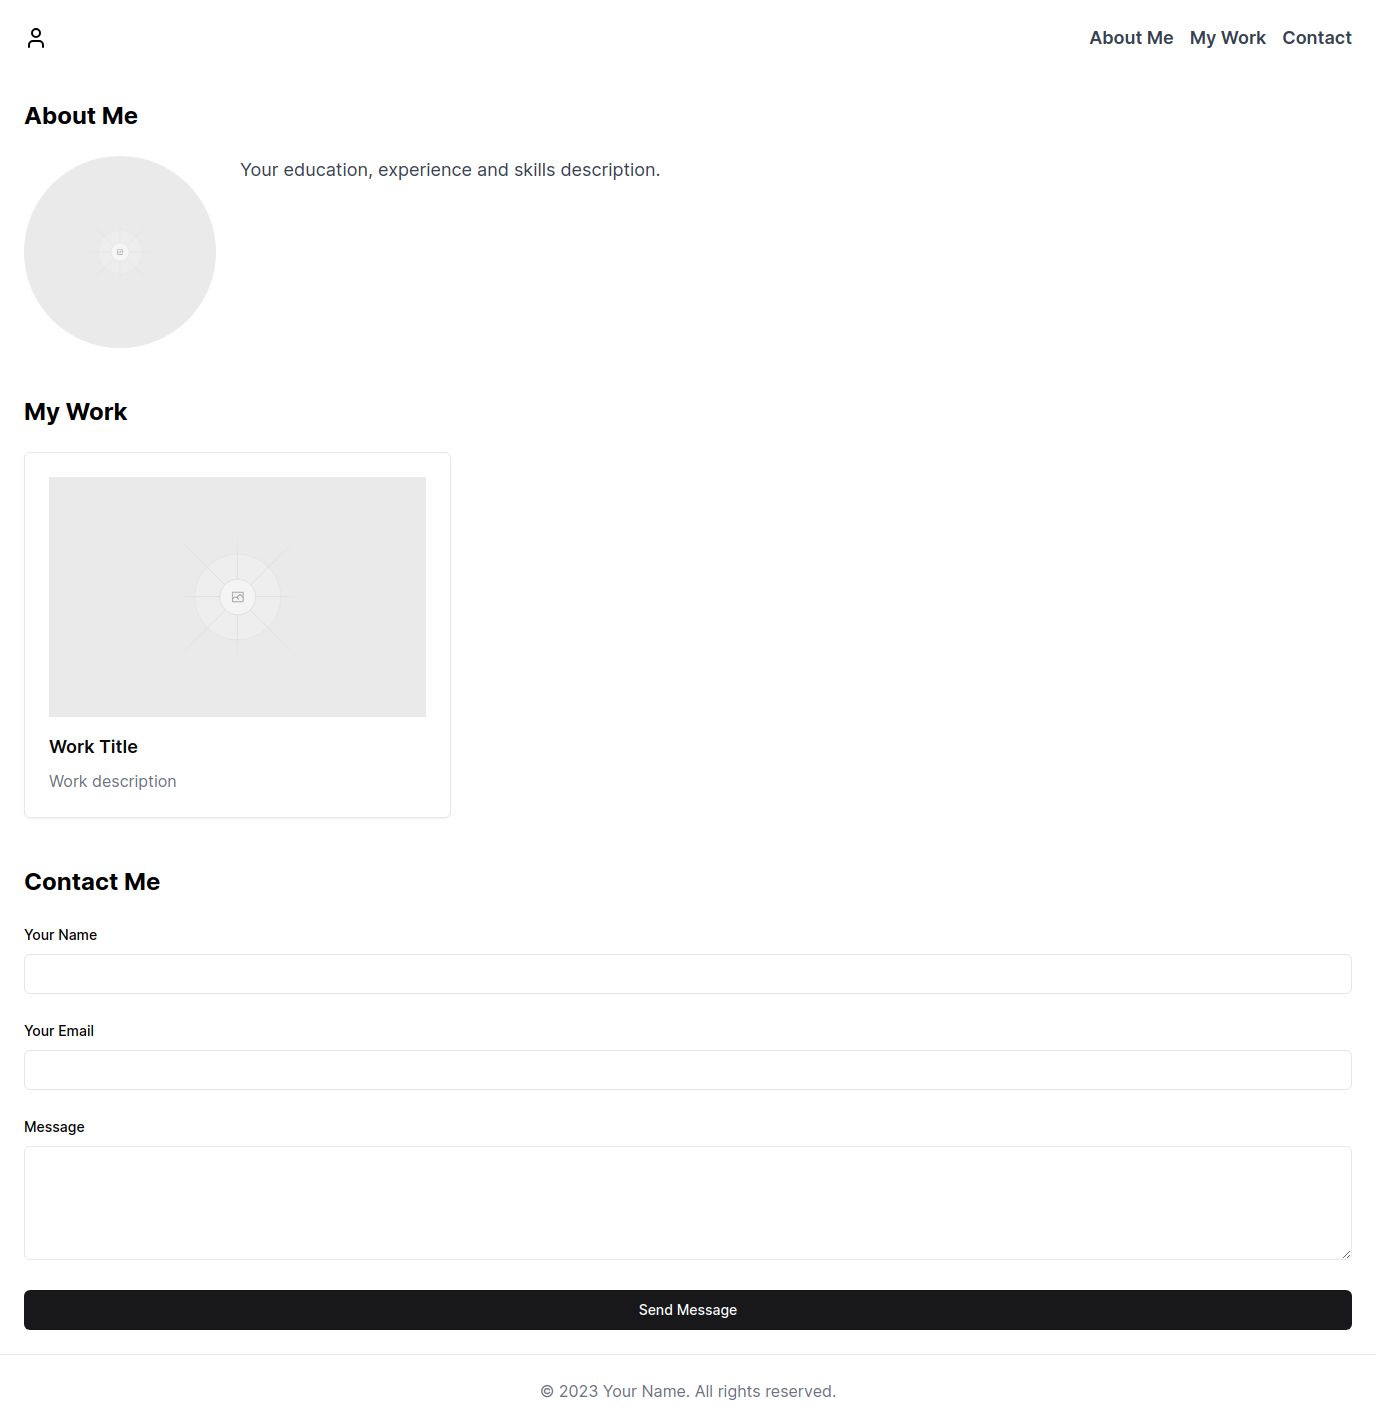 About Me My Work Contact
About Me
Your education, experience and skills description.
My Work
Work Title
Work description
Contact Me
Your Name
Your Email
Message
Send Message
© 2023 Your Name. All rights reserved.